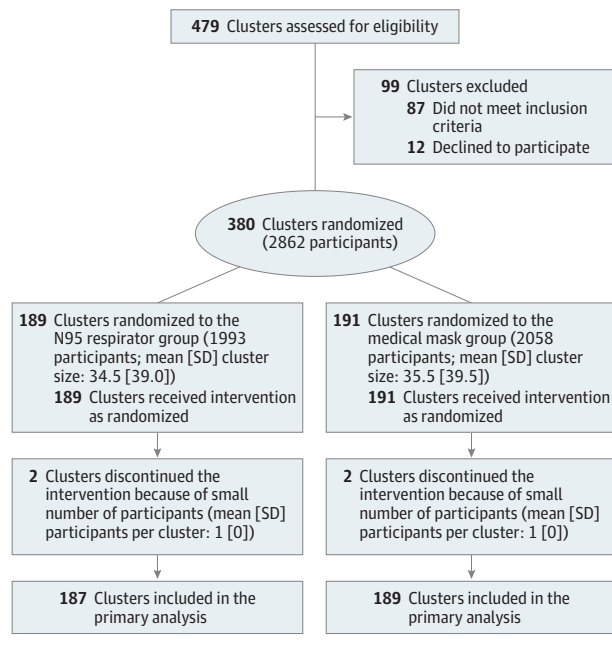 479 Clusters assessed for eligibility
99 Clusters excluded
87 Did not meet inclusion
criteria
12 Declined to participate
380 Clusters randomized
(2862 participants)
189 Clusters randomized to the
N95 respirator group (1993
participants; mean [SD] cluster
size: 34.5 [39.0])
189 Clusters received intervention
as randomized
191 Clusters randomized to the
medical mask group (2058
participants; mean [SD] cluster
size: 35.5 [39.5])
191 Clusters received intervention
as randomized
2 Clusters discontinued the
intervention because of small
number of participants (mean [SD]
participants per cluster: 1 [0])
2 Clusters discontinued the
intervention because of small
number of participants (mean [SD]
participants per cluster: 1 [0])
187 Clusters included in the
primary analysis
189 Clusters included in the
primary analysis